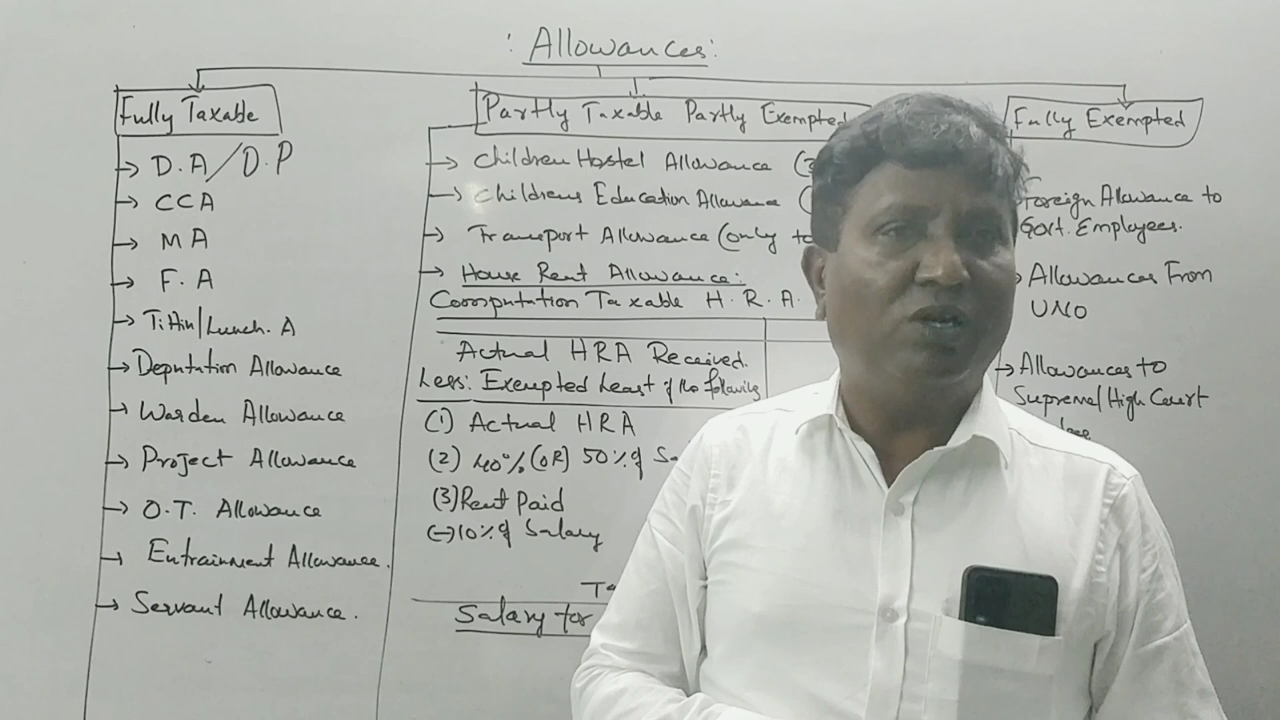 : Allowances:
Fully Taxable
→ D.A/D.P
→ CCA
→ MA
→ F.A
→ Tiffin/Lunch.A
→ Deputation Allowance
→ Warden Allowance
→ Project Allowance
→ O.T. Allowance
→ Entrainment Allowance.
→ Servant Allowance.
Partly Taxable Partly Exempted
→ Children Hostel Allowance (3
→ Childrens Education Allowance (
→ Transport Allowance (only to
→ House Rent Allowance:
Computation Taxable H.R.A.
Actual HRA Received.
Less: Exempted Least of the following
(1) Actual HRA
(2) 40% (OR) 50% of Sa
(3) Rent Paid
(-) 10% of Salary
Salary for
Fully Exempted
Foreign Allowance to
Govt. Employees.
Allowances From
UNO
→ Allowances to
Supreme/High Court